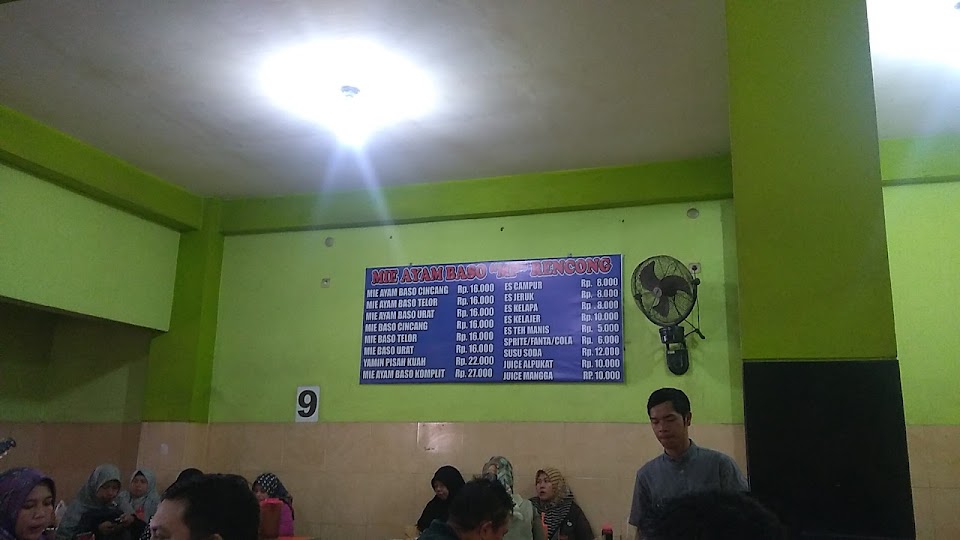 MIE AYAM BASO RENCONG
MIE AYAM BASO CINCANG Rp. 16.000
MIE AYAM BASO TELOR Rp. 16.000
MIE AYAM BASO URAT Rp. 16.000
MIE BASO CINCANG Rp. 16.000
MIE BASO TELOR Rp. 16.000
MIE BASO URAT Rp. 16.000
YAMIN PISAH KUAH Rp. 22.000
MIE AYAM BASO KOMPLIT Rp. 27.000
ES CAMPUR Rp. 8.000
ES JERUK Rp. 8.000
ES KELAPA Rp. 8.000
ES KELAJER Rp. 10.000
ES TEH MANIS Rp. 5.000
SPRITE/FANTA/COLA Rp. 6.000
SUSU SODA Rp. 12.000
JUICE ALPUKAT Rp. 10.000
JUICE MANGGA RP. 10.000
9